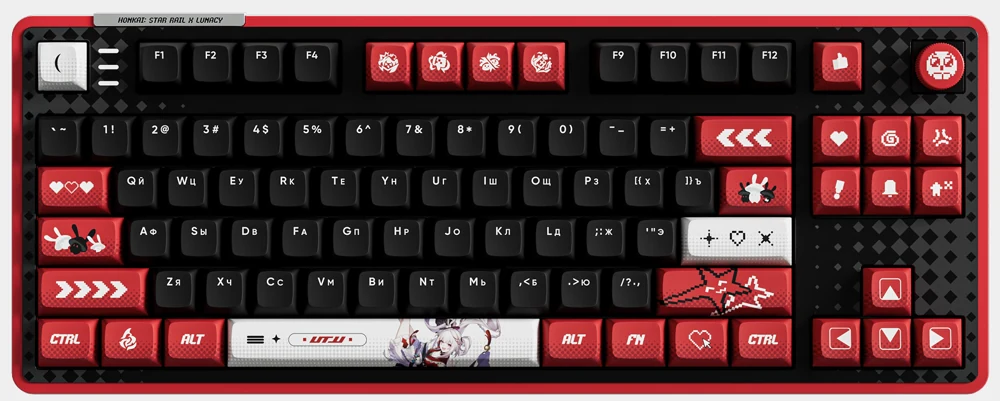 HONKAI: STAR RAIL X LUNACY
F1 F2 F3 F4 F9 F10 F11 F12
`~ 1! 2@ 3# 4$ 5% 6^ 7& 8* 9( 0) -_ =+
QЙ WЦ EУ RК TЕ YН UГ IШ OЩ PЗ [{Х ]}Ъ
AФ SЫ DВ FА GП HР JО KЛ LД ;:Ж '"Э
ZЯ XЧ CС VМ BИ NТ MЬ ,<Б .>Ю /?.,
CTRL ALT ALT FN CTRL